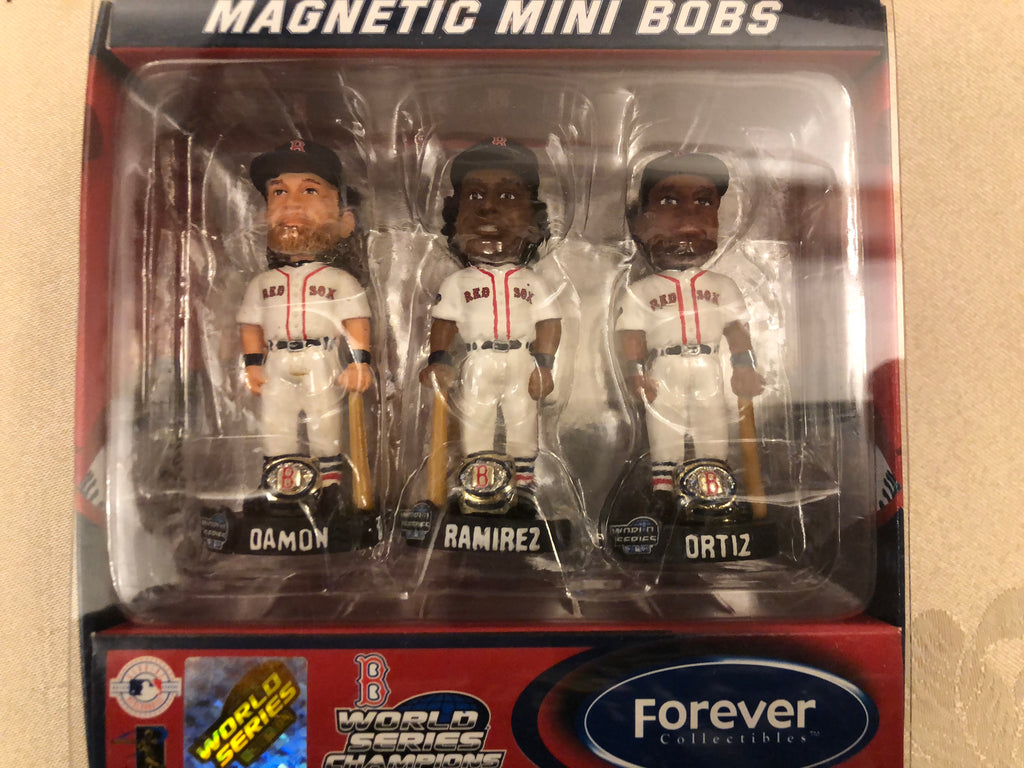 MAGNETIC MINI BOBS
RED SOX
RED SOX
RED SOX
B
B
B
WORLD
SERIES
DAMON
RAMIREZ
ORTIZ
WORLD
SERIES
B
WORLD
SERIES
CHAMPIONS
Forever
Collectibles™